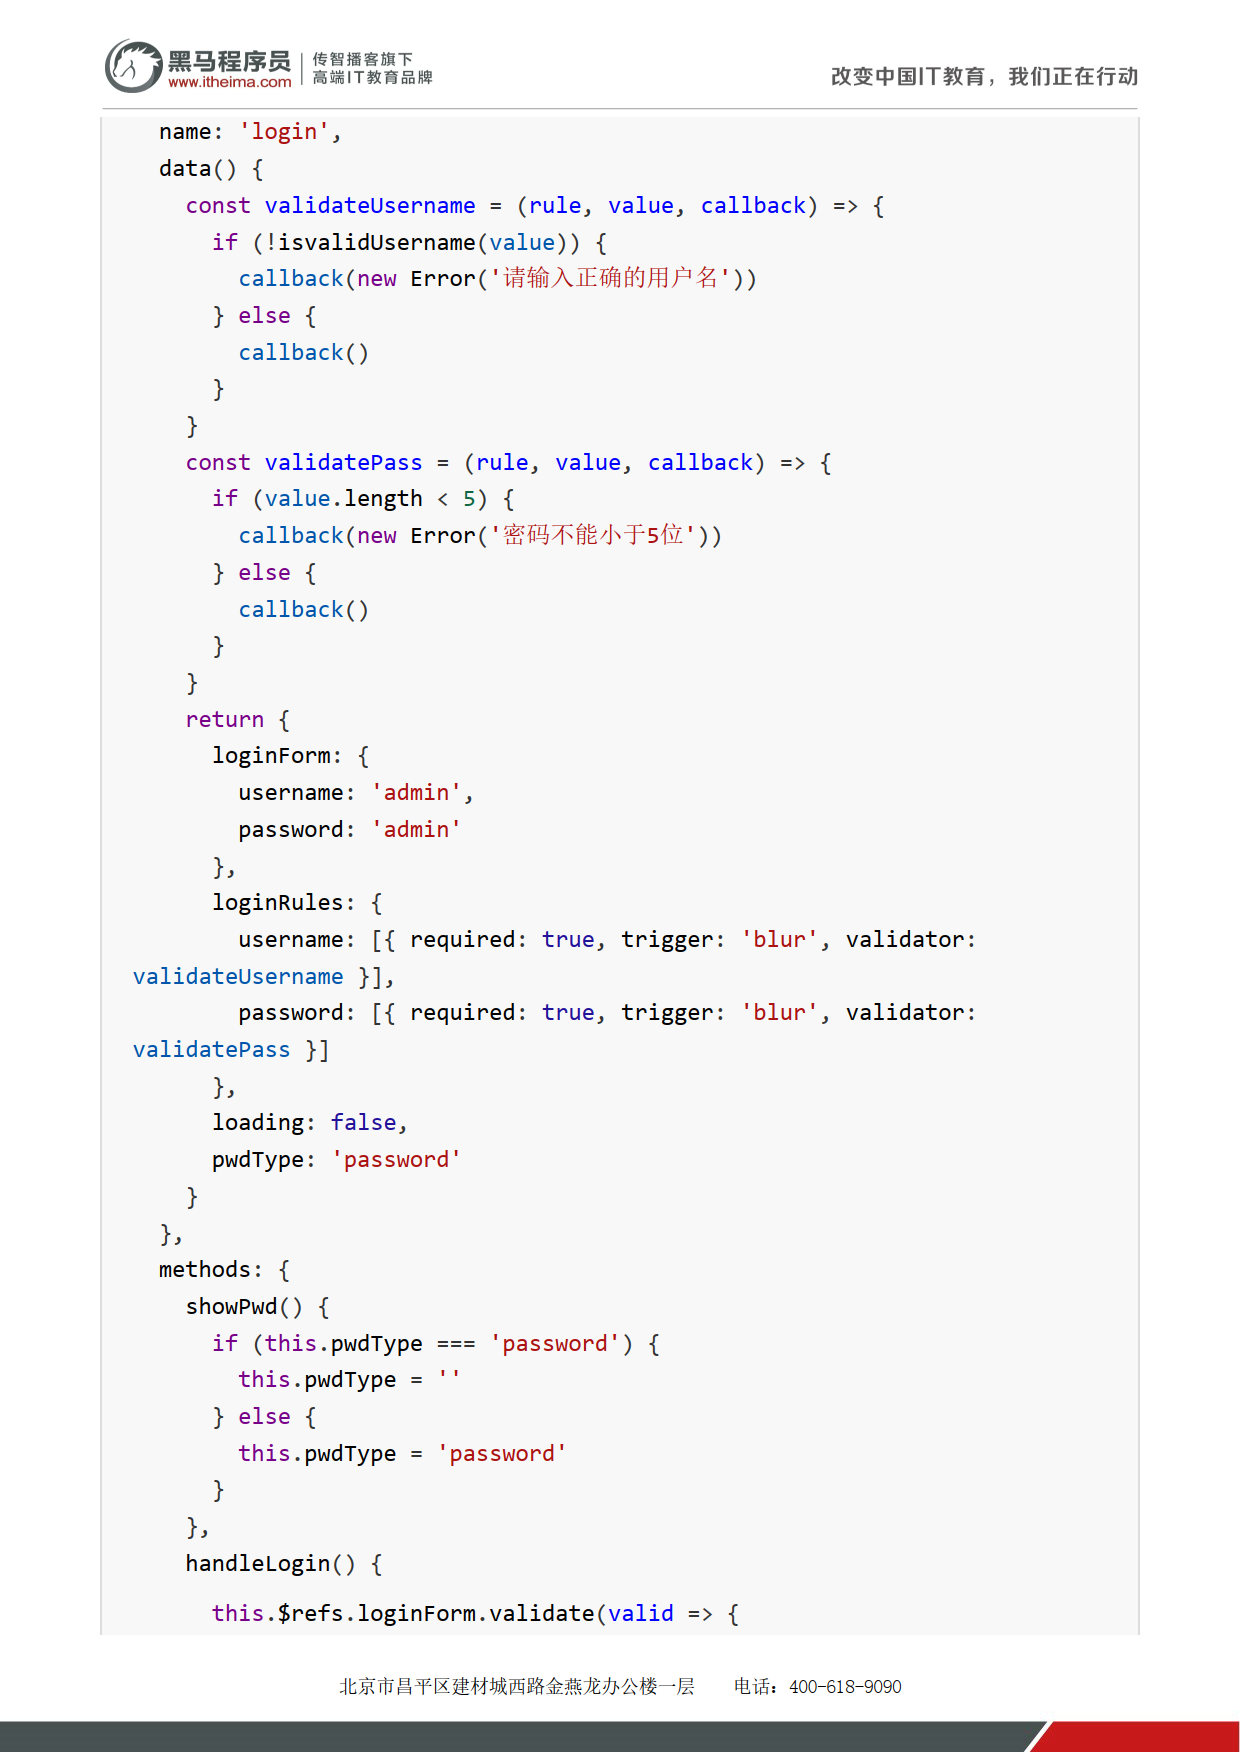 黑马程序员
www.itheima.com
传智播客旗下
高端IT教育品牌
改变中国IT教育，我们正在行动
  name: 'login',
  data() {
    const validateUsername = (rule, value, callback) => {
      if (!isvalidUsername(value)) {
        callback(new Error('请输入正确的用户名'))
      } else {
        callback()
      }
    }
    const validatePass = (rule, value, callback) => {
      if (value.length < 5) {
        callback(new Error('密码不能小于5位'))
      } else {
        callback()
      }
    }
    return {
      loginForm: {
        username: 'admin',
        password: 'admin'
      },
      loginRules: {
        username: [{ required: true, trigger: 'blur', validator:
validateUsername }],
        password: [{ required: true, trigger: 'blur', validator:
validatePass }]
      },
      loading: false,
      pwdType: 'password'
    }
  },
  methods: {
    showPwd() {
      if (this.pwdType === 'password') {
        this.pwdType = ''
      } else {
        this.pwdType = 'password'
      }
    },
    handleLogin() {
      this.$refs.loginForm.validate(valid => {
北京市昌平区建材城西路金燕龙办公楼一层 电话：400-618-9090